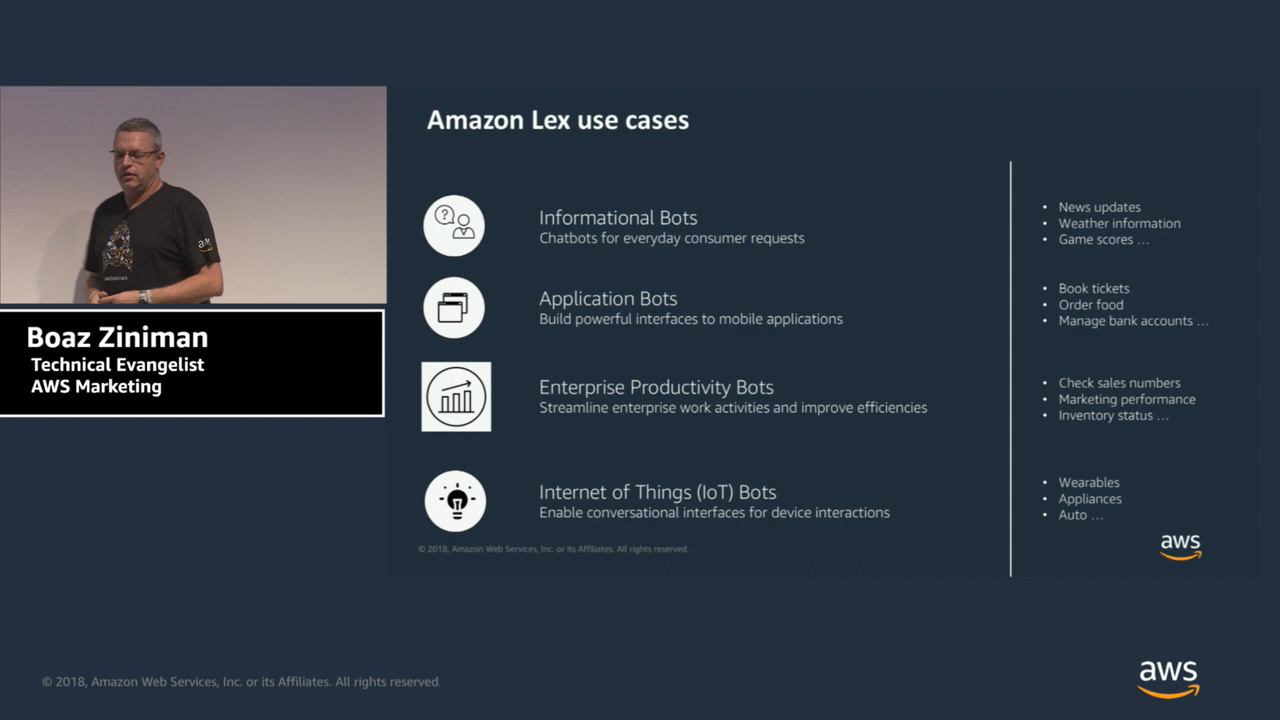 Amazon Lex use cases
Informational Bots
Chatbots for everyday consumer requests
• News updates
• Weather information
• Game scores ...
Application Bots
Build powerful interfaces to mobile applications
• Book tickets
• Order food
• Manage bank accounts ...
Enterprise Productivity Bots
Streamline enterprise work activities and improve efficiencies
• Check sales numbers
• Marketing performance
• Inventory status ...
Internet of Things (IoT) Bots
Enable conversational interfaces for device interactions
• Wearables
• Appliances
• Auto ...
© 2018, Amazon Web Services, Inc. or its Affiliates. All rights reserved.
aws
aws
Boaz Ziniman
Technical Evangelist
AWS Marketing
© 2018, Amazon Web Services, Inc. or its Affiliates. All rights reserved.
aws